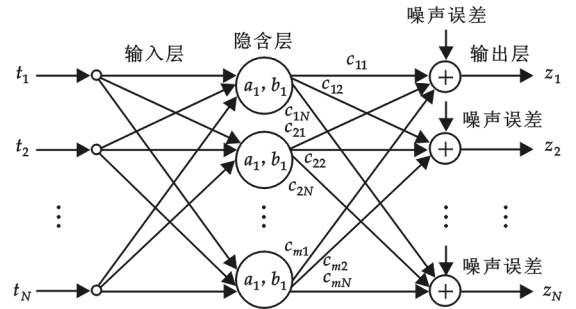 噪声误差
输入层 隐含层 输出层
t1 a1, b1 c11 + z1
c12
c1N
噪声误差
c21
t2 a1, b1 c22 + z2
c2N
⋮ ⋮ ⋮ ⋮
cm1
噪声误差
cm2
tN a1, b1 cmN + zN